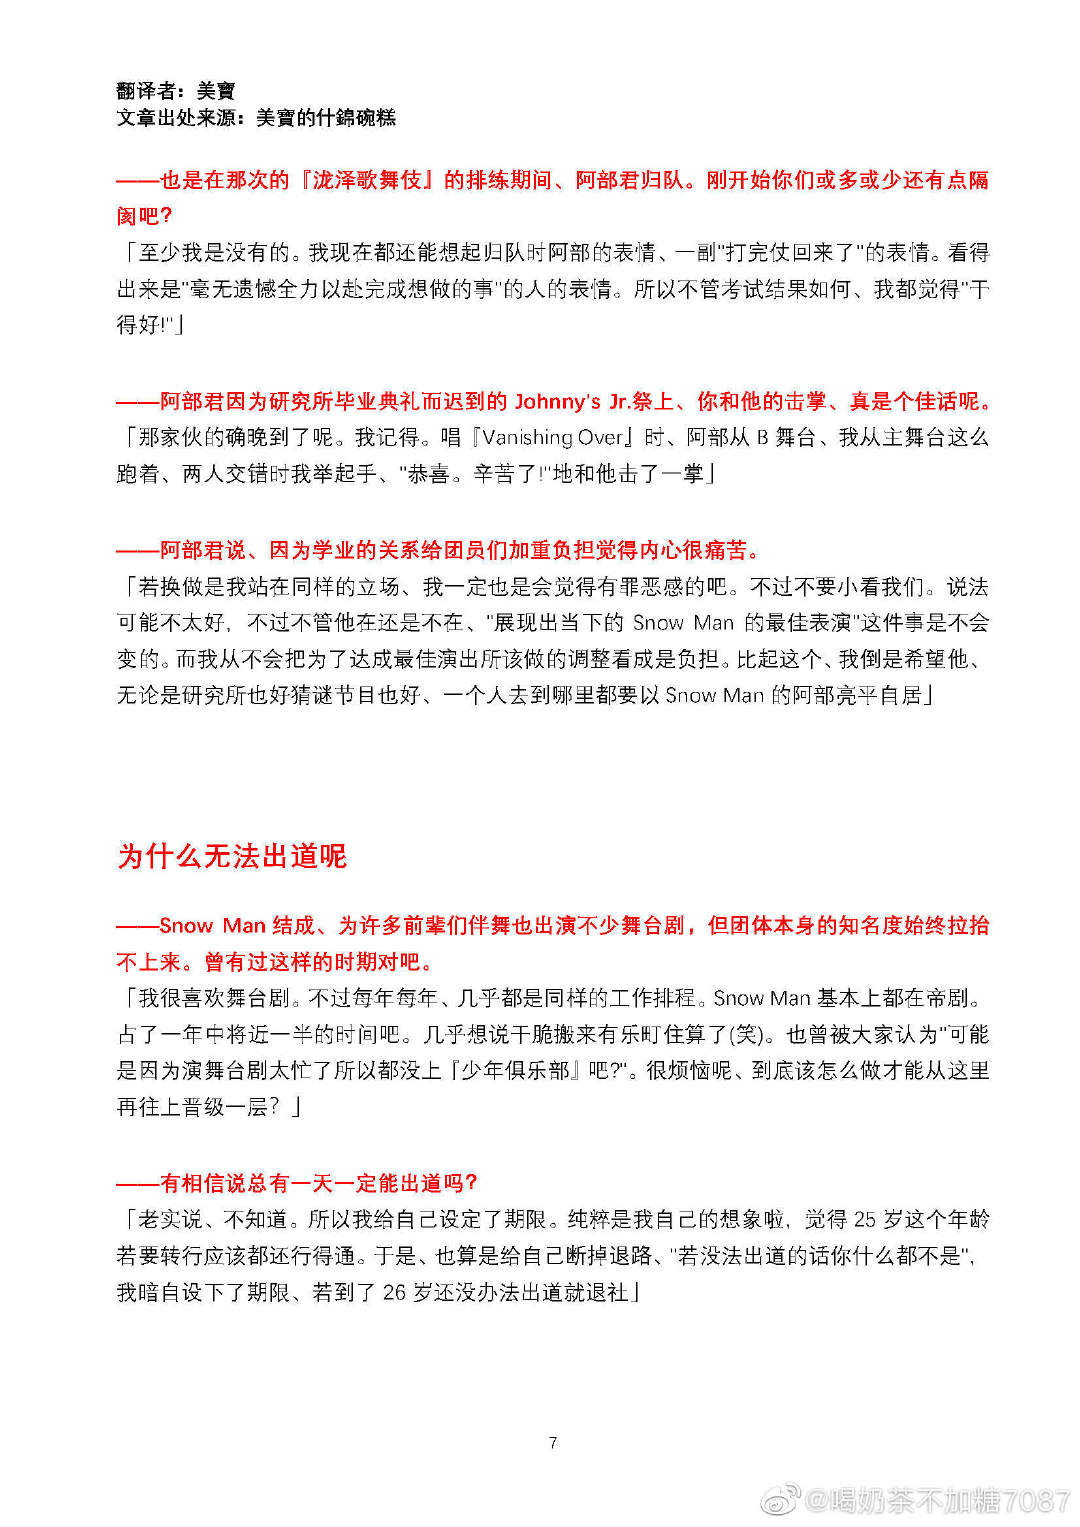 翻译者：美寶
文章出处来源：美寶的什錦碗糕
——也是在那次的『泷泽歌舞伎』的排练期间、阿部君归队。刚开始你们或多或少还有点隔
阂吧？
「至少我是没有的。我现在都还能想起归队时阿部的表情、一副"打完仗回来了"的表情。看得
出来是"毫无遗憾全力以赴完成想做的事"的人的表情。所以不管考试结果如何、我都觉得"干
得好!"」
——阿部君因为研究所毕业典礼而迟到的 Johnny's Jr.祭上、你和他的击掌、真是个佳话呢。
「那家伙的确晚到了呢。我记得。唱『Vanishing Over』时、阿部从 B 舞台、我从主舞台这么
跑着、两人交错时我举起手、"恭喜。辛苦了!"地和他击了一掌」
——阿部君说、因为学业的关系给团员们加重负担觉得内心很痛苦。
「若换做是我站在同样的立场、我一定也是会觉得有罪恶感的吧。不过不要小看我们。说法
可能不太好，不过不管他在还是不在、"展现出当下的 Snow Man 的最佳表演"这件事是不会
变的。而我从不会把为了达成最佳演出所该做的调整看成是负担。比起这个、我倒是希望他、
无论是研究所也好猜谜节目也好、一个人去到哪里都要以 Snow Man 的阿部亮平自居」
为什么无法出道呢
——Snow Man 结成、为许多前辈们伴舞也出演不少舞台剧，但团体本身的知名度始终拉抬
不上来。曾有过这样的时期对吧。
「我很喜欢舞台剧。不过每年每年、几乎都是同样的工作排程。Snow Man 基本上都在帝剧。
占了一年中将近一半的时间吧。几乎想说干脆搬来有乐町住算了(笑)。也曾被大家认为"可能
是因为演舞台剧太忙了所以都没上『少年俱乐部』吧?"。很烦恼呢、到底该怎么做才能从这里
再往上晋级一层？」
——有相信说总有一天一定能出道吗？
「老实说、不知道。所以我给自己设定了期限。纯粹是我自己的想象啦，觉得 25 岁这个年龄
若要转行应该都还行得通。于是、也算是给自己断掉退路、"若没法出道的话你什么都不是"，
我暗自设下了期限、若到了 26 岁还没办法出道就退社」
7
@喝奶茶不加糖7087